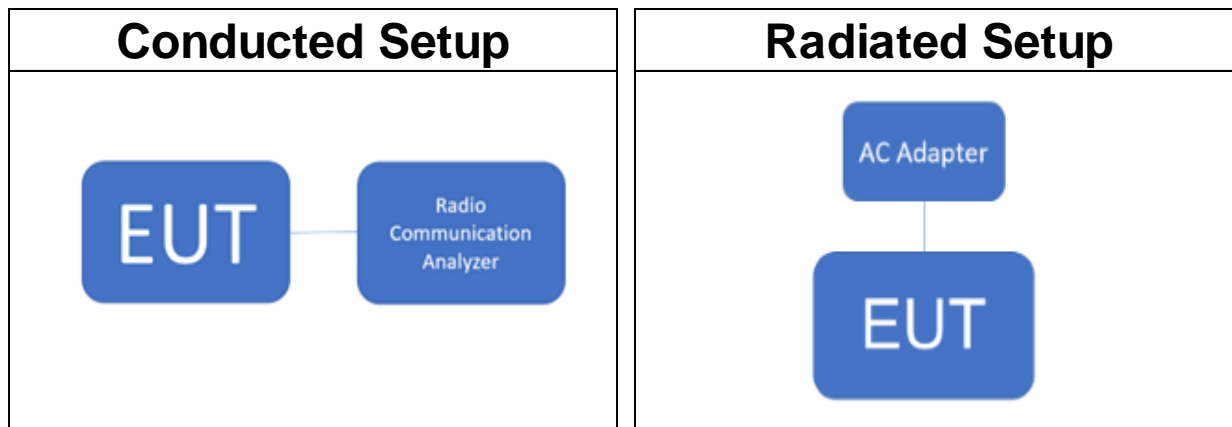 Conducted Setup
EUT
Radio
Communication
Analyzer
Radiated Setup
AC Adapter
EUT